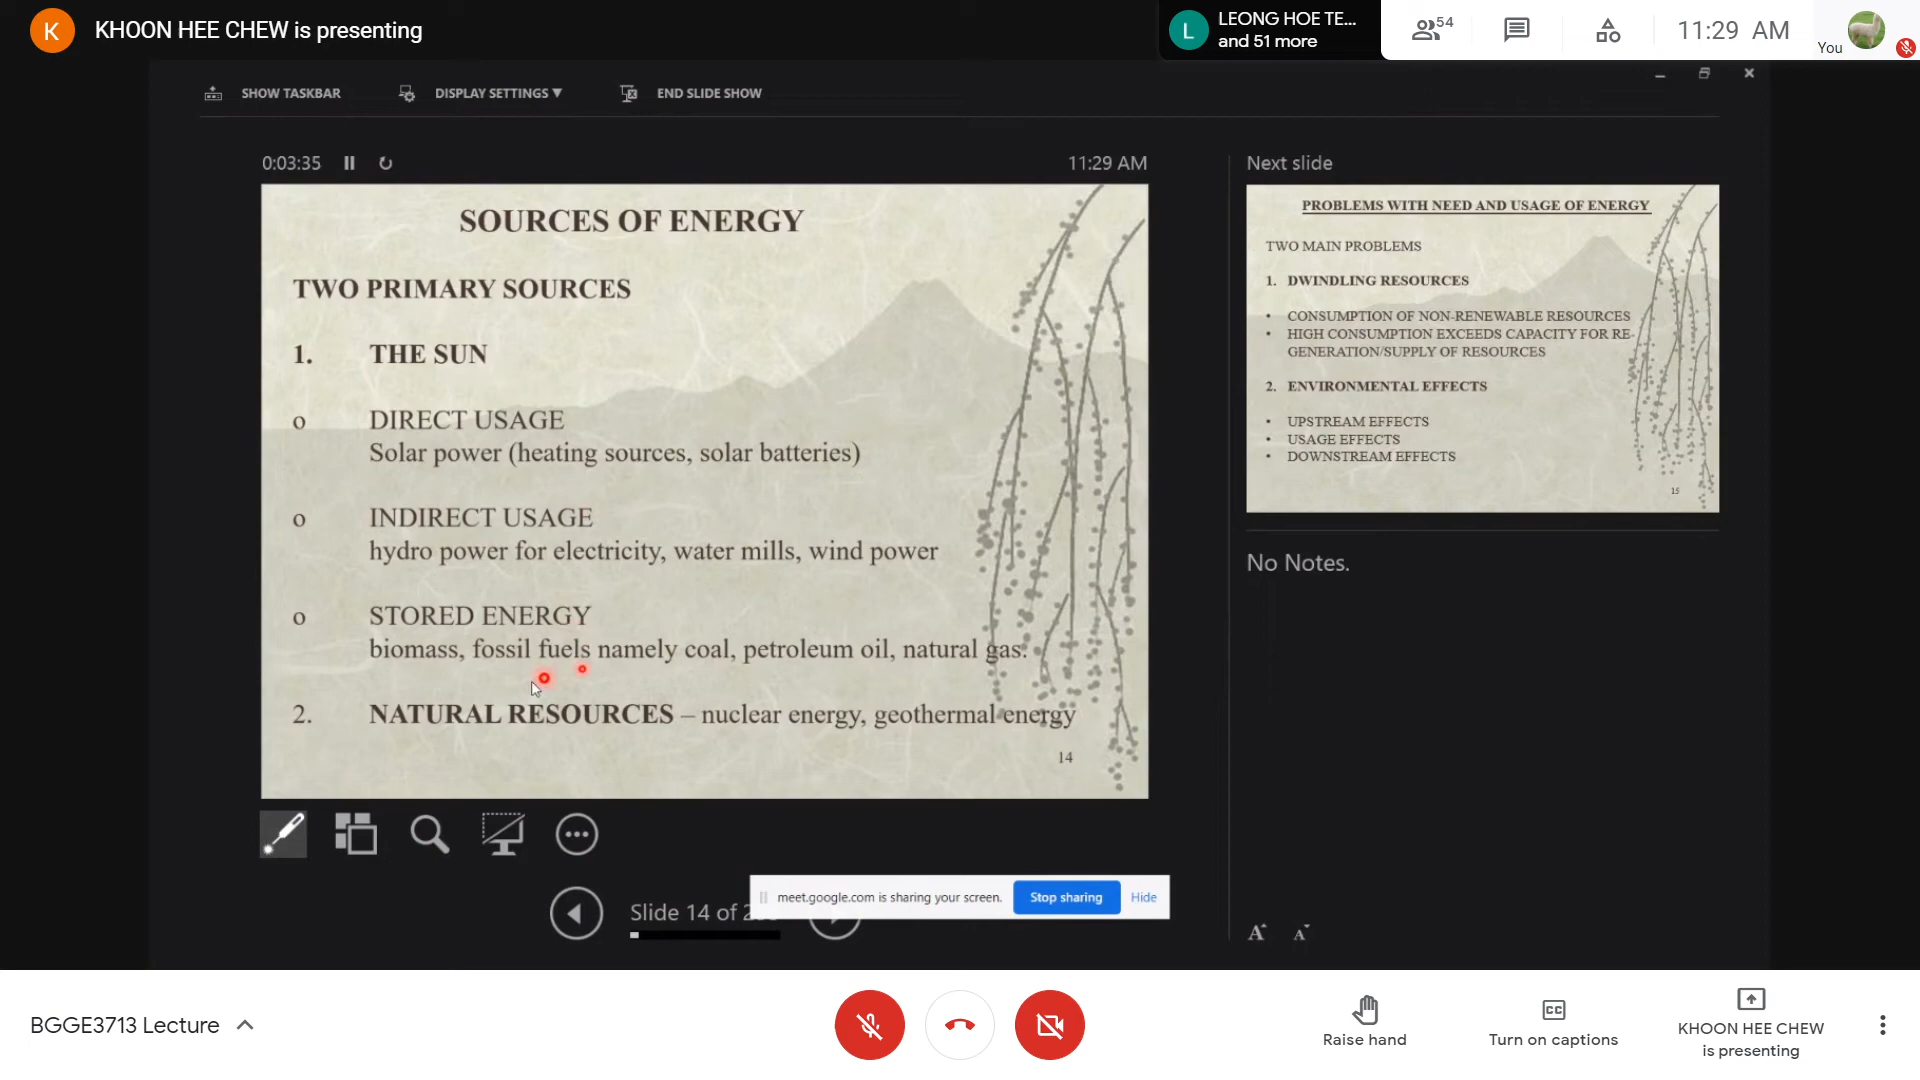 K
KHOON HEE CHEW is presenting
L
LEONG HOE TE...
and 51 more
54
11:29 AM
You
SHOW TASKBAR
DISPLAY SETTINGS ▼
END SLIDE SHOW
0:03:35
11:29 AM
SOURCES OF ENERGY
TWO PRIMARY SOURCES
1. THE SUN
o DIRECT USAGE
Solar power (heating sources, solar batteries)
o INDIRECT USAGE
hydro power for electricity, water mills, wind power
o STORED ENERGY
biomass, fossil fuels namely coal, petroleum oil, natural gas.
2. NATURAL RESOURCES – nuclear energy, geothermal energy
14
Next slide
PROBLEMS WITH NEED AND USAGE OF ENERGY
TWO MAIN PROBLEMS
1. DWINDLING RESOURCES
• CONSUMPTION OF NON-RENEWABLE RESOURCES
• HIGH CONSUMPTION EXCEEDS CAPACITY FOR RE-
GENERATION/SUPPLY OF RESOURCES
2. ENVIRONMENTAL EFFECTS
• UPSTREAM EFFECTS
• USAGE EFFECTS
• DOWNSTREAM EFFECTS
15
No Notes.
Slide 14 of
meet.google.com is sharing your screen.
Stop sharing
Hide
A A
BGGE3713 Lecture
Raise hand
CC
Turn on captions
KHOON HEE CHEW
is presenting